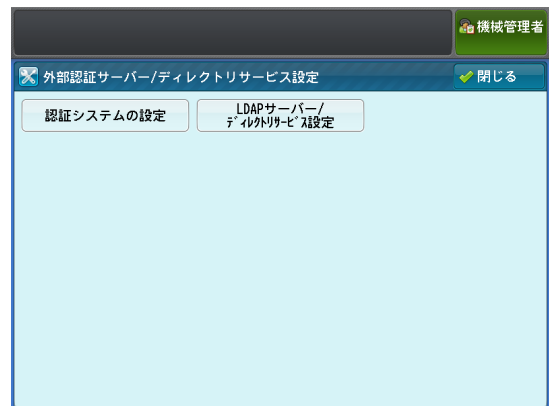 機械管理者
外部認証サーバー/ディレクトリサービス設定
閉じる
認証システムの設定
LDAPサーバー/
ディレクトリサービス設定